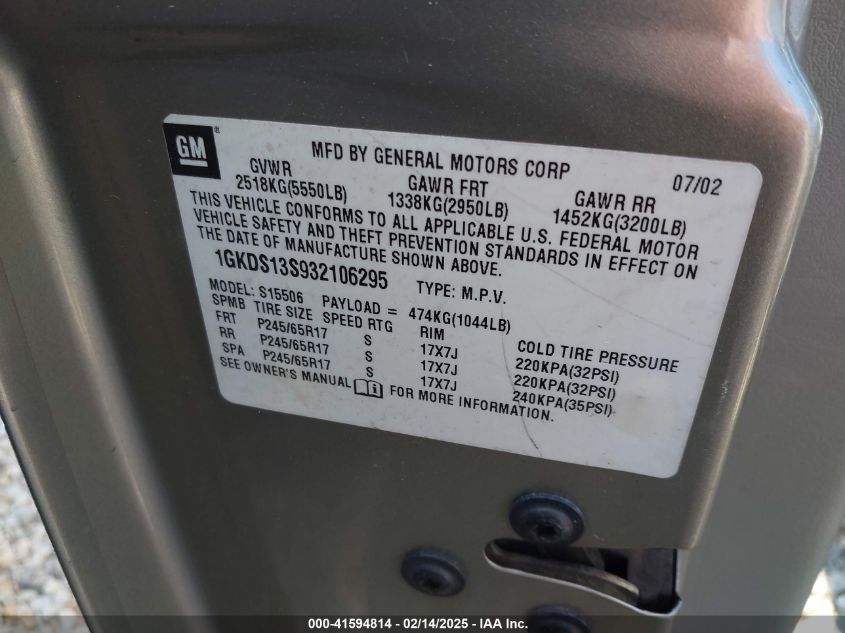 GM®
MFD BY GENERAL MOTORS CORP 07/02
GVWR GAWR FRT GAWR RR
2518KG(5550LB) 1338KG(2950LB) 1452KG(3200LB)
THIS VEHICLE CONFORMS TO ALL APPLICABLE U.S. FEDERAL MOTOR
VEHICLE SAFETY AND THEFT PREVENTION STANDARDS IN EFFECT ON
THE DATE OF MANUFACTURE SHOWN ABOVE.
1GKDS13S932106295 TYPE: M.P.V.
MODEL: S15506 PAYLOAD = 474KG(1044LB)
SPMB TIRE SIZE SPEED RTG RIM COLD TIRE PRESSURE
FRT P245/65R17 S 17X7J 220KPA(32PSI)
RR P245/65R17 S 17X7J 220KPA(32PSI)
SPA P245/65R17 S 17X7J 240KPA(35PSI)
SEE OWNER'S MANUAL FOR MORE INFORMATION.
000-41594814 - 02/14/2025 - IAA Inc.